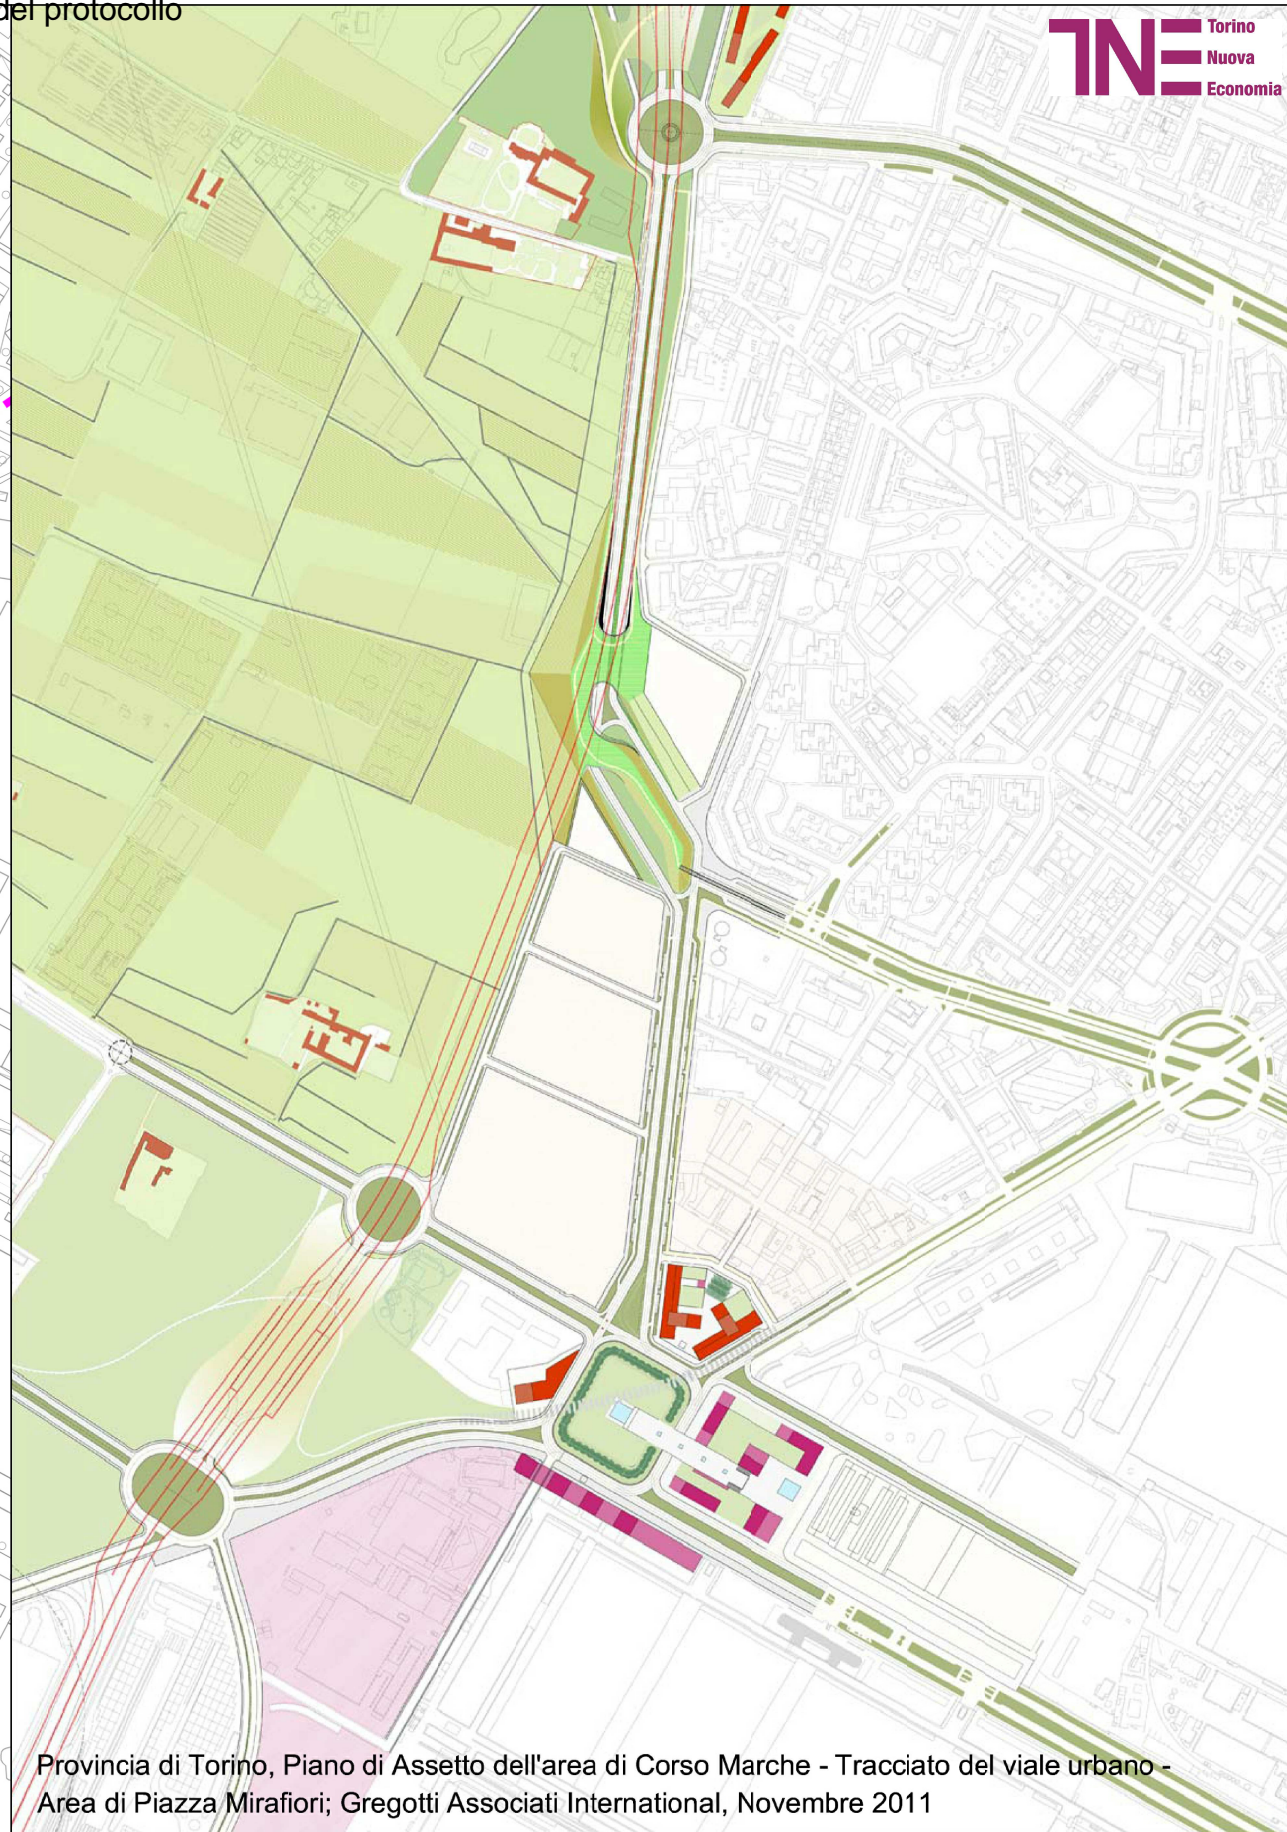 del protocollo
TNE Torino
Nuova
Economia
Provincia di Torino, Piano di Assetto dell'area di Corso Marche - Tracciato del viale urbano -
Area di Piazza Mirafiori; Gregotti Associati International, Novembre 2011